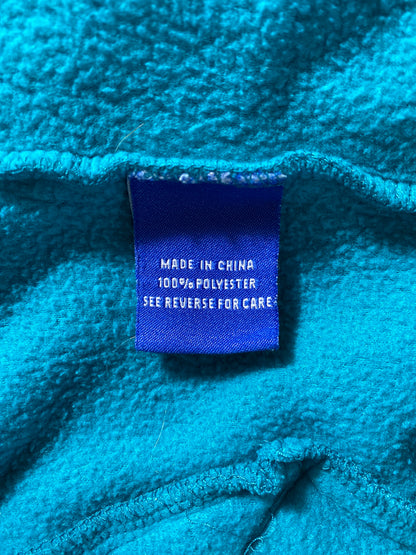 MADE IN CHINA
100% POLYESTER
SEE REVERSE FOR CARE